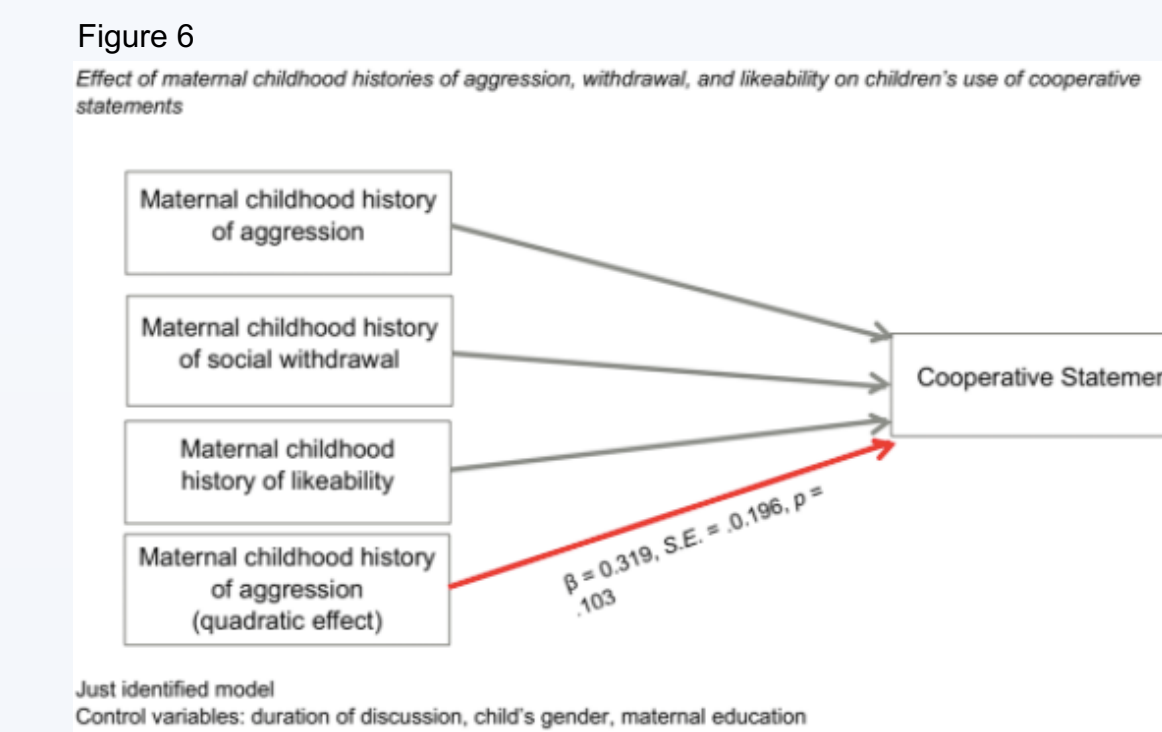 Figure 6
Effect of maternal childhood histories of aggression, withdrawal, and likeability on children's use of cooperative
statements
Maternal childhood history
of aggression
Maternal childhood history
of social withdrawal
Maternal childhood
history of likeability
Maternal childhood history
of aggression
(quadratic effect)
Cooperative
β = 0.319, S.E. = .0.196, p =
.103
Just identified model
Control variables: duration of discussion, child's gender, maternal education